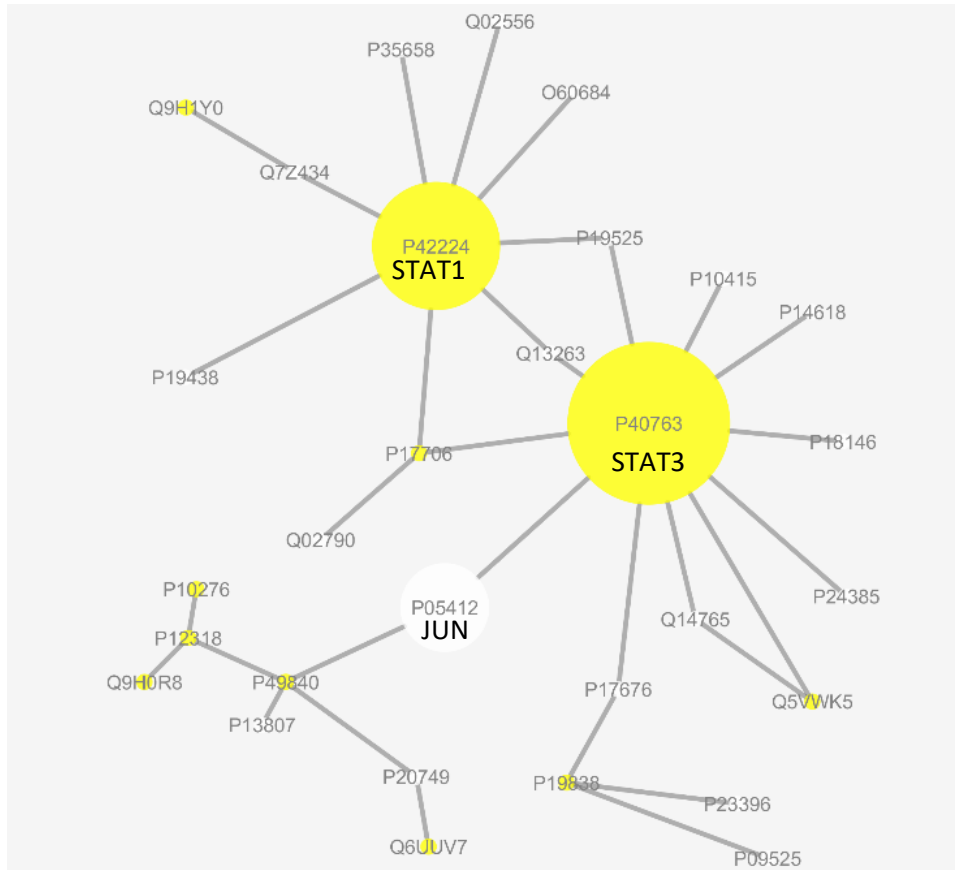 Q02556
P35658
O60684
Q9H1Y0
Q7Z434
P19525
P42224
STAT1
P10415
P14618
Q13263
P19438
P40763
P18146
STAT3
P17706
Q02790
P10276
P24385
P05412
Q14765
JUN
P12318
Q9H0R8
P49840
P17676
Q5VWK5
P13807
P20749
P19838
P23396
Q6UUV7
P09525